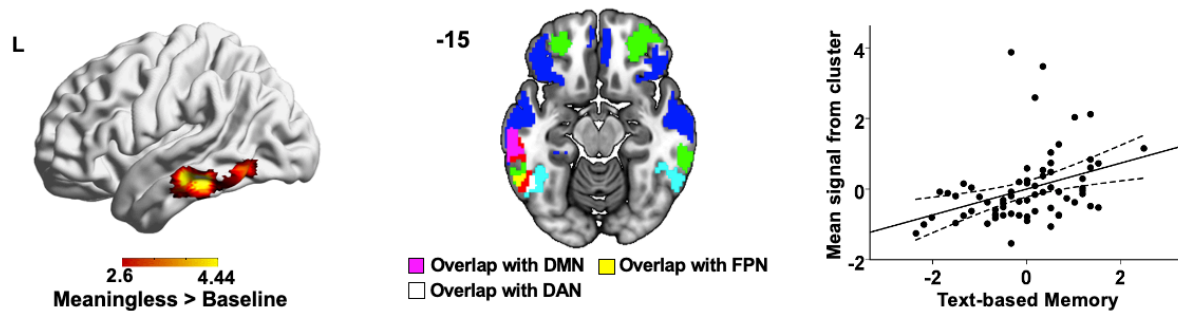 L
2.6 4.44
Meaningless > Baseline
-15
Overlap with DMN Overlap with FPN
Overlap with DAN
Mean signal from cluster
4
2
0
-2
-2 0 2
Text-based Memory